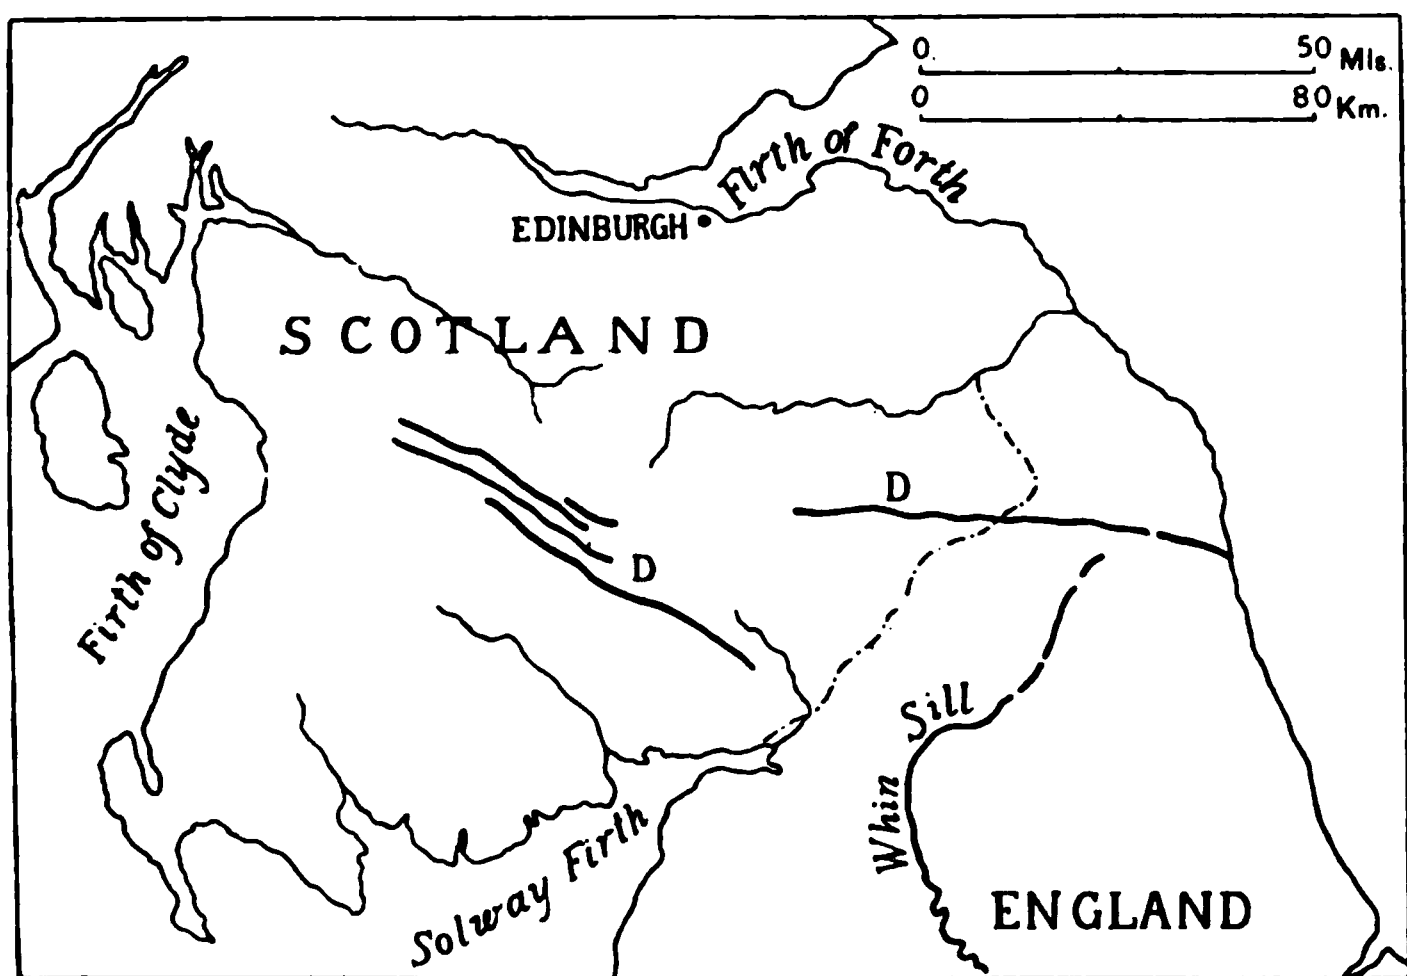 0 50 Mls.
0 80 Km.
Firth of Forth
EDINBURGH
SCOTLAND
Firth of Clyde
D
D
Sill
Whin
Solway Firth
ENGLAND